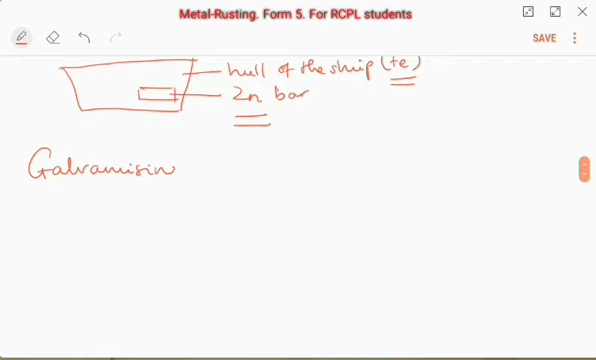 Metal-Rusting. Form 5. For RCPL students
SAVE
hull of the ship (fe)
Zn bar
Galvanisin